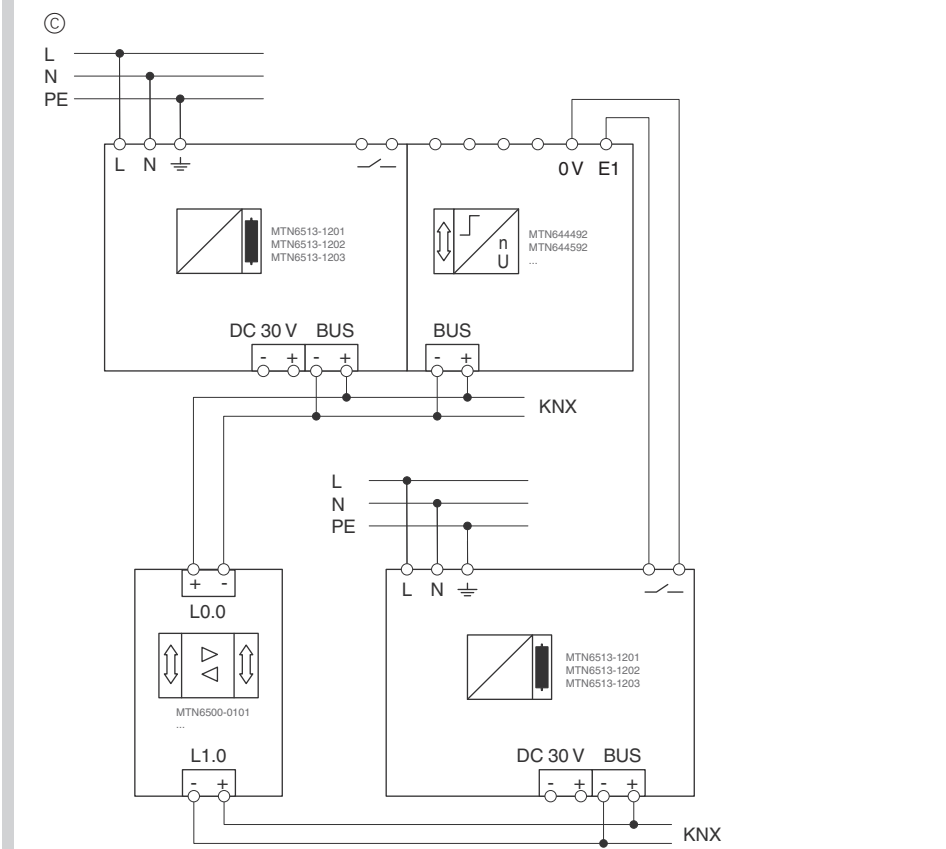 ©
L
N
PE
L N
0 V E1
MTN6513-1201
MTN6513-1202
MTN6513-1203
n
U
MTN644492
MTN644592
...
DC 30 V BUS
BUS
- + - +
- +
KNX
L
N
PE
+ -
L0.0
L N
MTN6500-0101
...
MTN6513-1201
MTN6513-1202
MTN6513-1203
L1.0
- +
DC 30 V BUS
- + - +
KNX